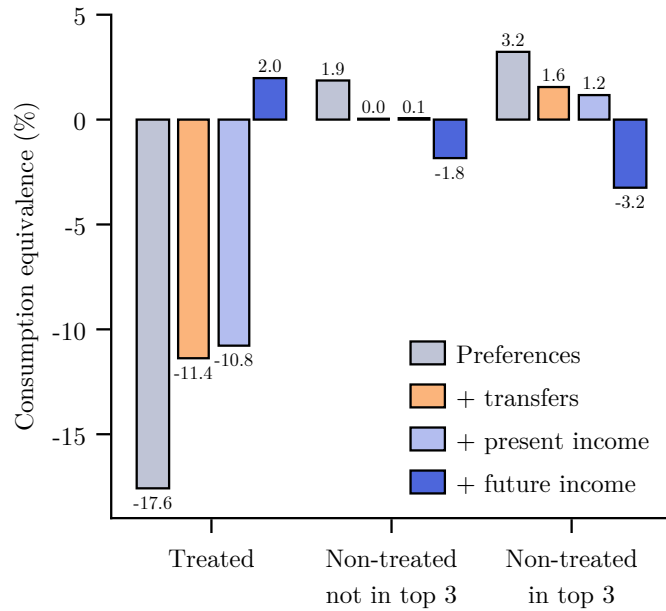 Consumption equivalence (%)
5
0
-5
-10
-15
-17.6
-11.4
-10.8
2.0
1.9
0.0
0.1
-1.8
3.2
1.6
1.2
-3.2
Preferences
+ transfers
+ present income
+ future income
Treated
Non-treated
not in top 3
Non-treated
in top 3